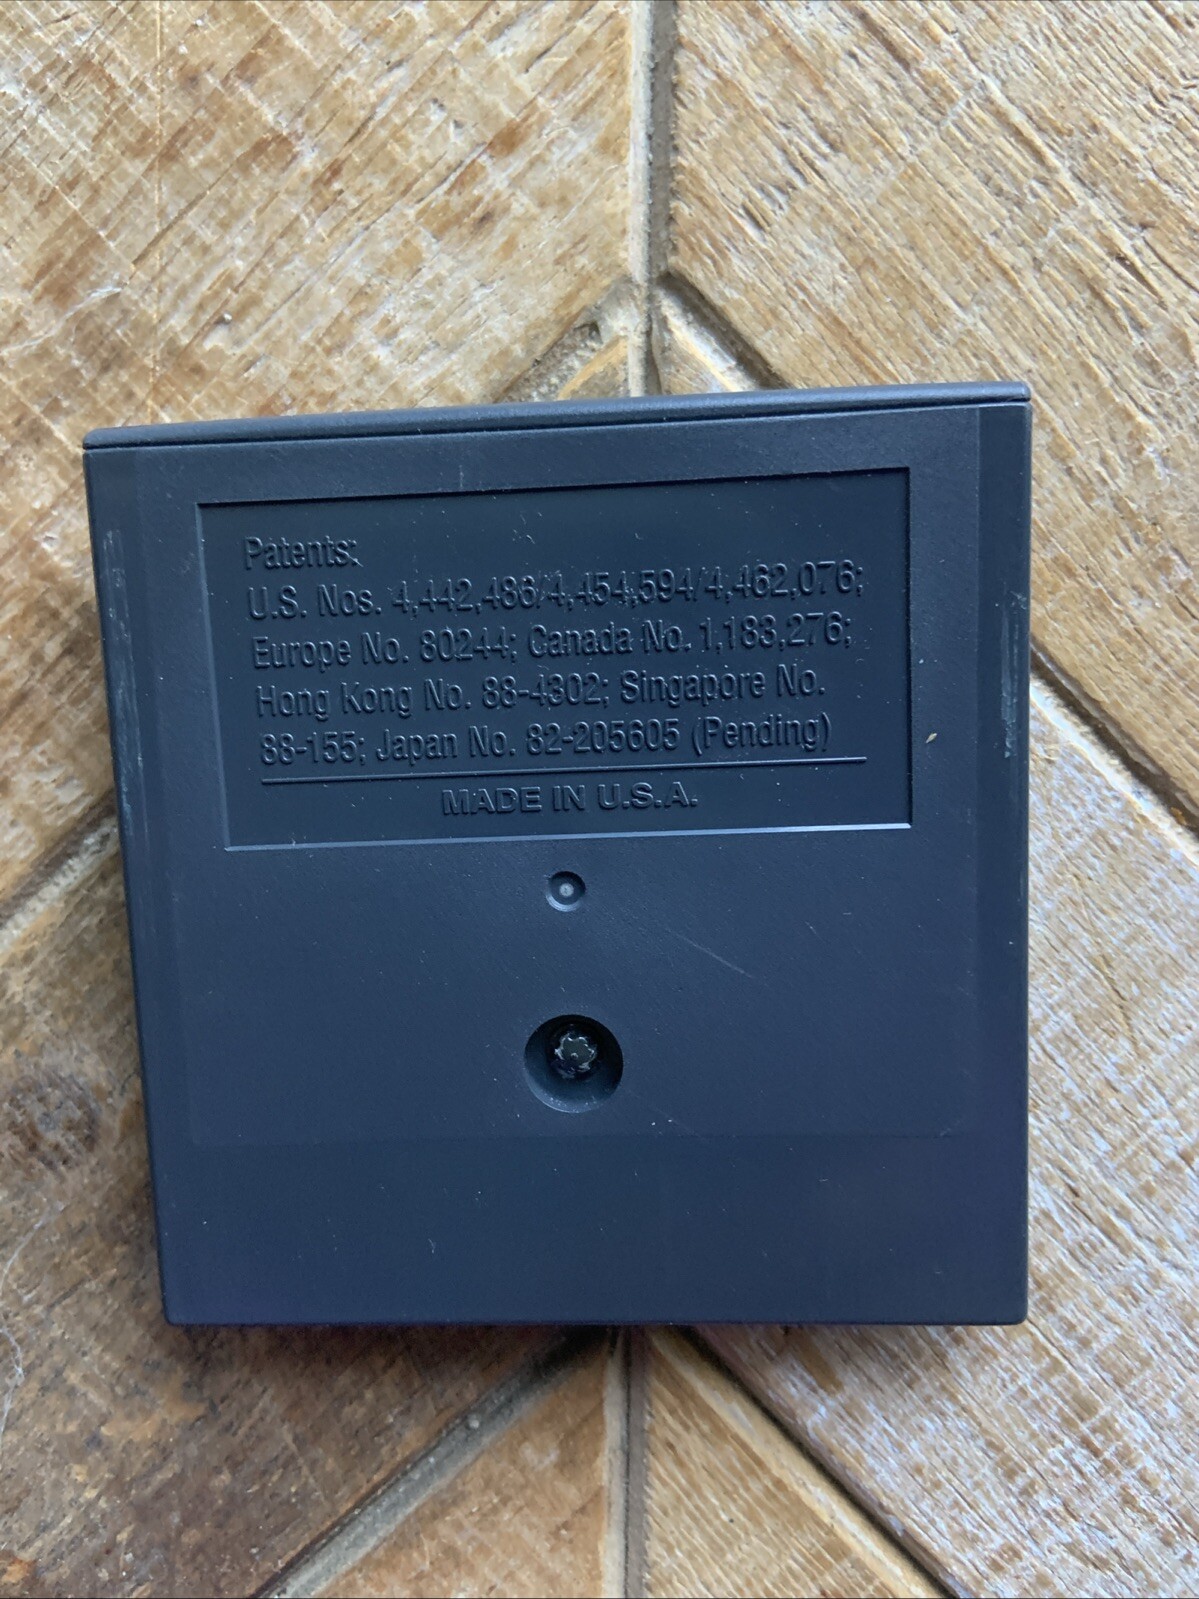 Patents:
U.S. Nos. 4,442,486/4,454,594/4,462,076;
Europe No. 80244; Canada No. 1,183,276;
Hong Kong No. 88-4302; Singapore No.
88-155; Japan No. 82-205605 (Pending)
MADE IN U.S.A.